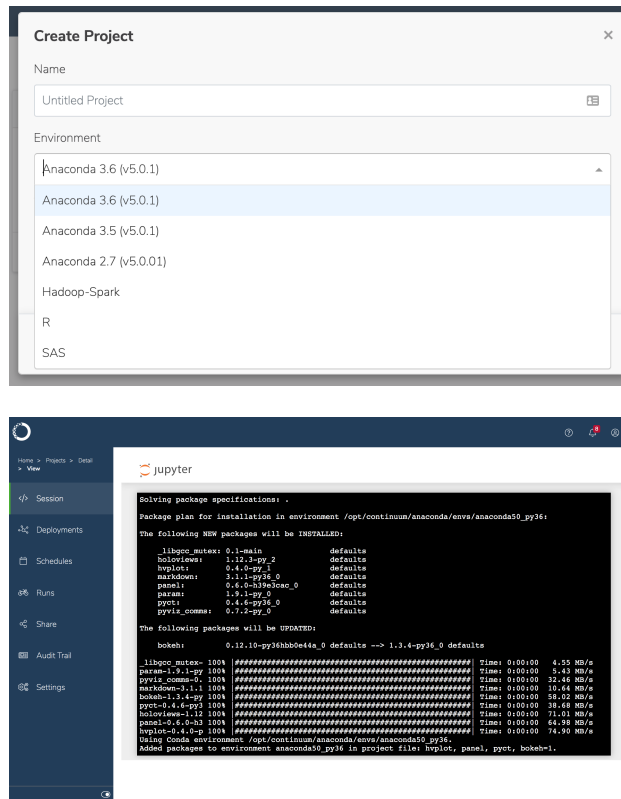 Create Project
×
Name
Untitled Project
Environment
Anaconda 3.6 (v5.0.1)
Anaconda 3.6 (v5.0.1)
Anaconda 3.5 (v5.0.1)
Anaconda 2.7 (v5.0.01)
Hadoop-Spark
R
SAS
8
Home > Projects > Detail
> View
jupyter
Session
Deployments
Schedules
Runs
Share
Audit Trail
Settings
Solving package specifications: .
Package plan for installation in environment /opt/continuum/anaconda/envs/anaconda50_py36:
The following NEW packages will be INSTALLED:
_libgcc_mutex: 0.1-main defaults
holoviews: 1.12.3-py_2 defaults
hvplot: 0.4.0-py_1 defaults
markdown: 3.1.1-py36_0 defaults
panel: 0.6.0-h39e3cac_0 defaults
param: 1.9.1-py_0 defaults
pyct: 0.4.6-py36_0 defaults
pyviz_comms: 0.7.2-py_0 defaults
The following packages will be UPDATED:
bokeh: 0.12.10-py36hbb0e44a_0 defaults --> 1.3.4-py36_0 defaults
_libgcc_mutex- 100% |###############################################| Time: 0:00:00 4.55 MB/s
param-1.9.1-py 100% |###############################################| Time: 0:00:00 5.43 MB/s
pyviz_comms-0. 100% |###############################################| Time: 0:00:00 32.46 MB/s
markdown-3.1.1 100% |###############################################| Time: 0:00:00 10.64 MB/s
bokeh-1.3.4-py 100% |###############################################| Time: 0:00:00 58.02 MB/s
pyct-0.4.6-py3 100% |###############################################| Time: 0:00:00 38.68 MB/s
holoviews-1.12 100% |###############################################| Time: 0:00:00 71.01 MB/s
panel-0.6.0-h3 100% |###############################################| Time: 0:00:00 64.98 MB/s
hvplot-0.4.0-p 100% |###############################################| Time: 0:00:00 74.90 MB/s
Using Conda environment /opt/continuum/anaconda/envs/anaconda50_py36.
Added packages to environment anaconda50_py36 in project file: hvplot, panel, pyct, bokeh=1.